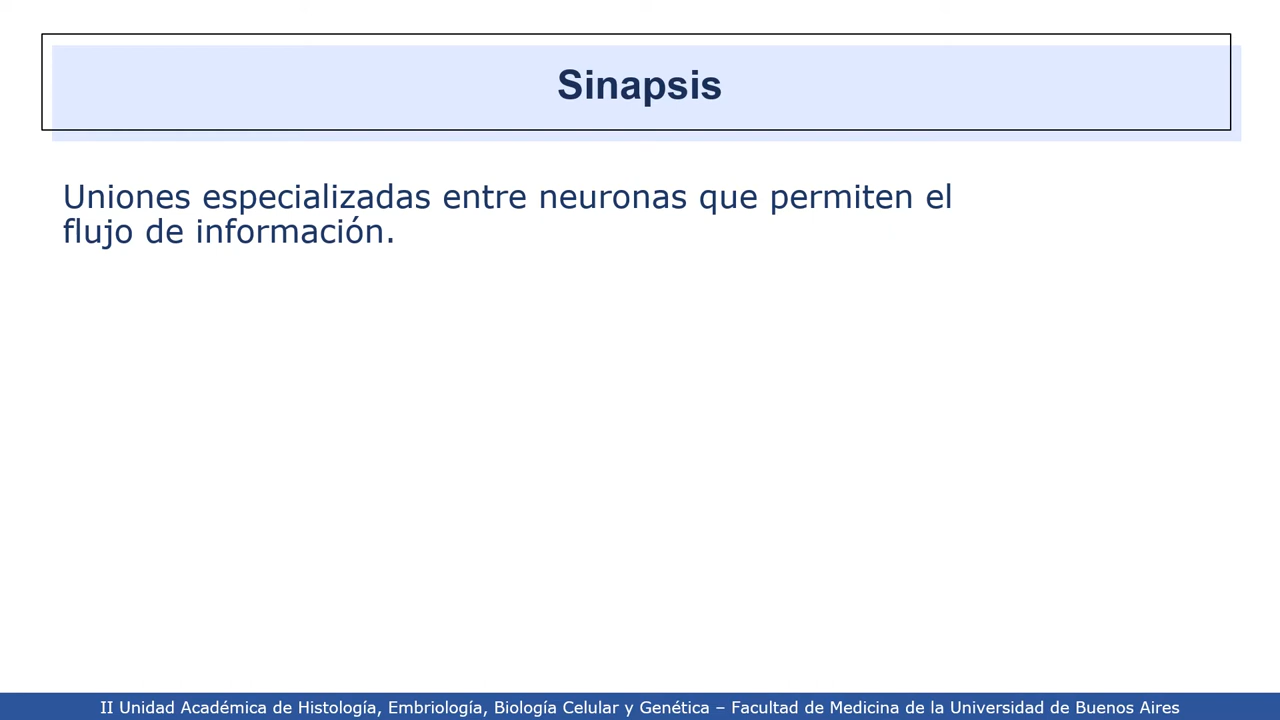 Sinapsis
Uniones especializadas entre neuronas que permiten el
flujo de información.
II Unidad Académica de Histología, Embriología, Biología Celular y Genética – Facultad de Medicina de la Universidad de Buenos Aires